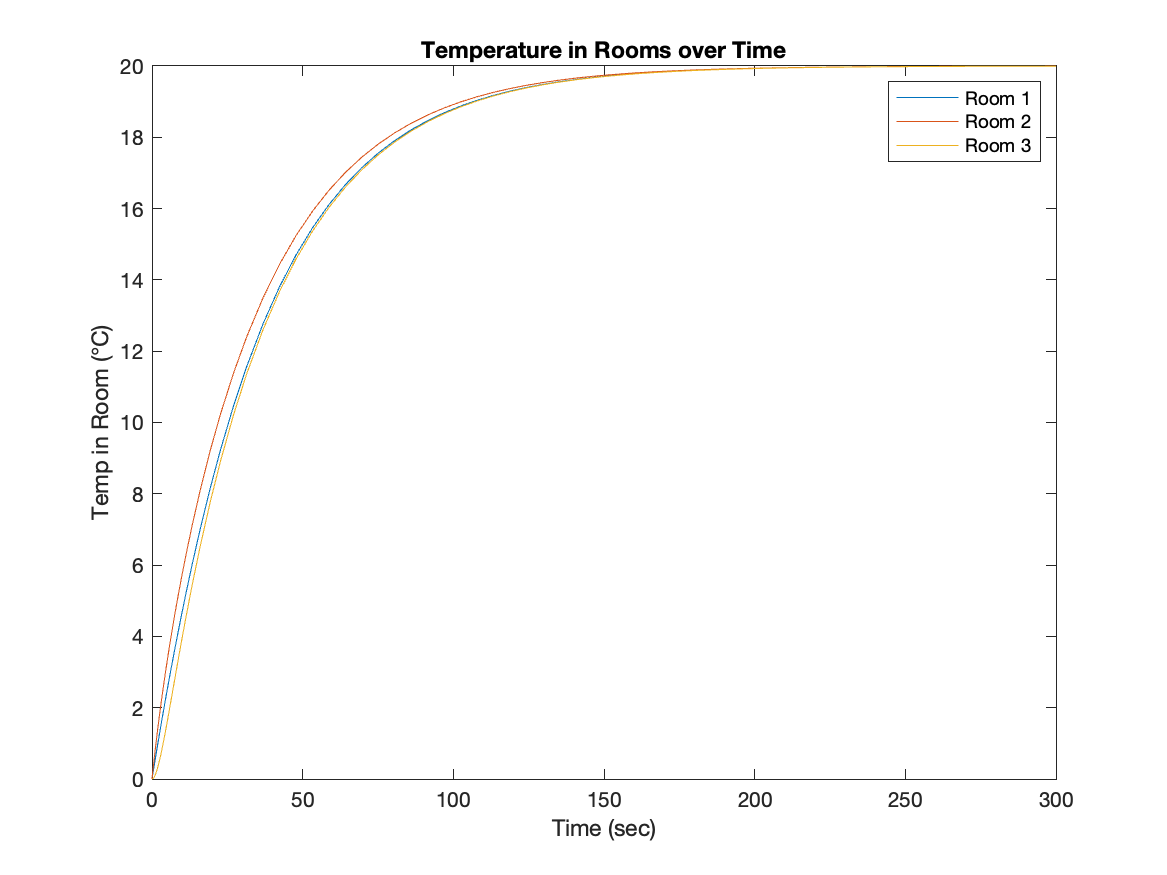 Temperature in Rooms over Time
20
18
16
14
12
10
8
6
4
2
0
Temp in Room (°C)
Room 1
Room 2
Room 3
0 50 100 150 200 250 300
Time (sec)